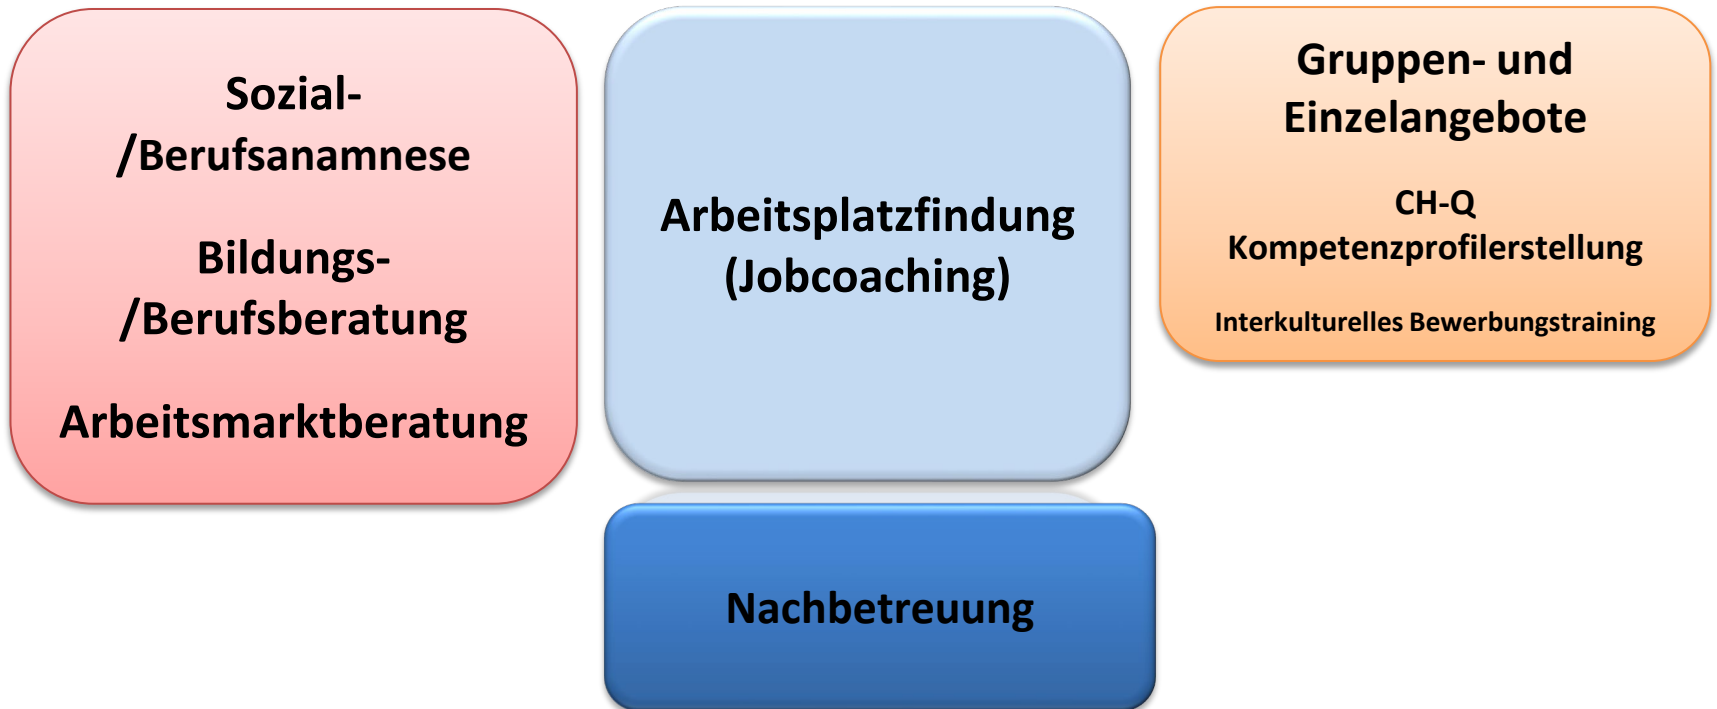 Sozial-
/Berufsanamnese
Bildungs-
/Berufsberatung
Arbeitsmarktberatung
Arbeitsplatzfindung
(Jobcoaching)
Nachbetreuung
Gruppen- und
Einzelangebote
CH-Q
Kompetenzprofilerstellung
Interkulturelles Bewerbungstraining